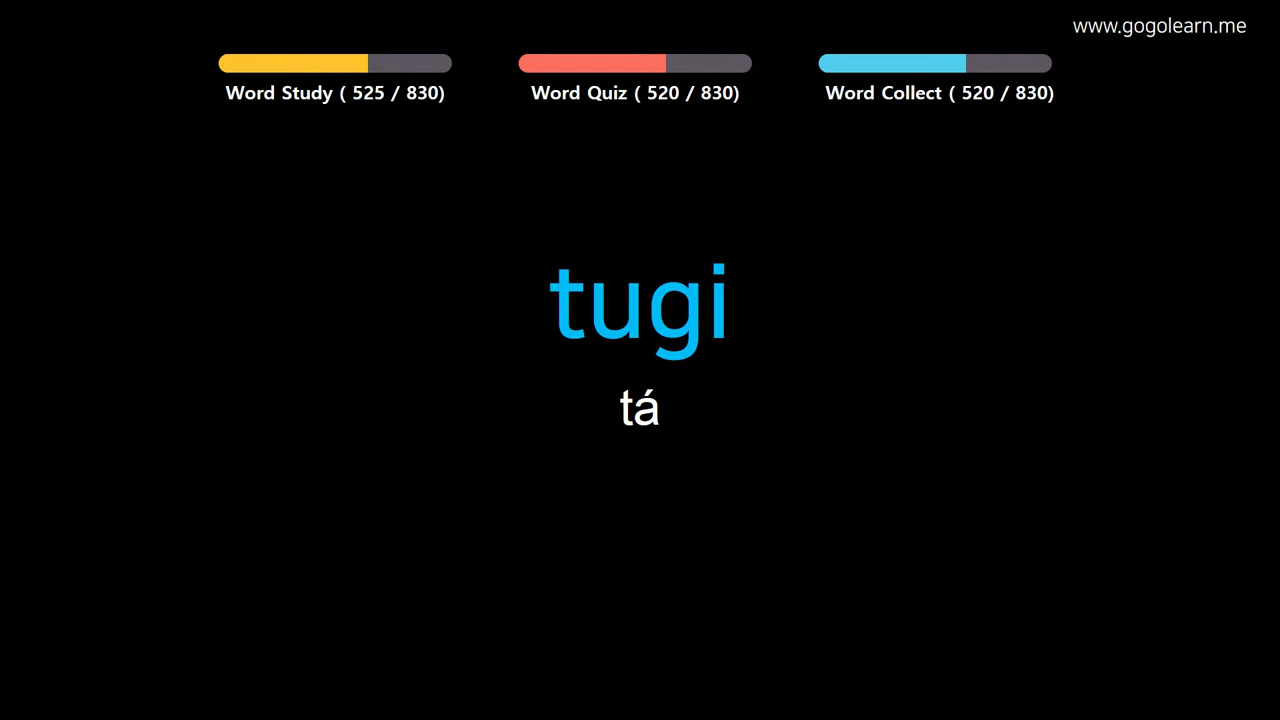 www.gogolearn.me
Word Study ( 525 / 830)
Word Quiz ( 520 / 830)
Word Collect ( 520 / 830)
tugi
tá